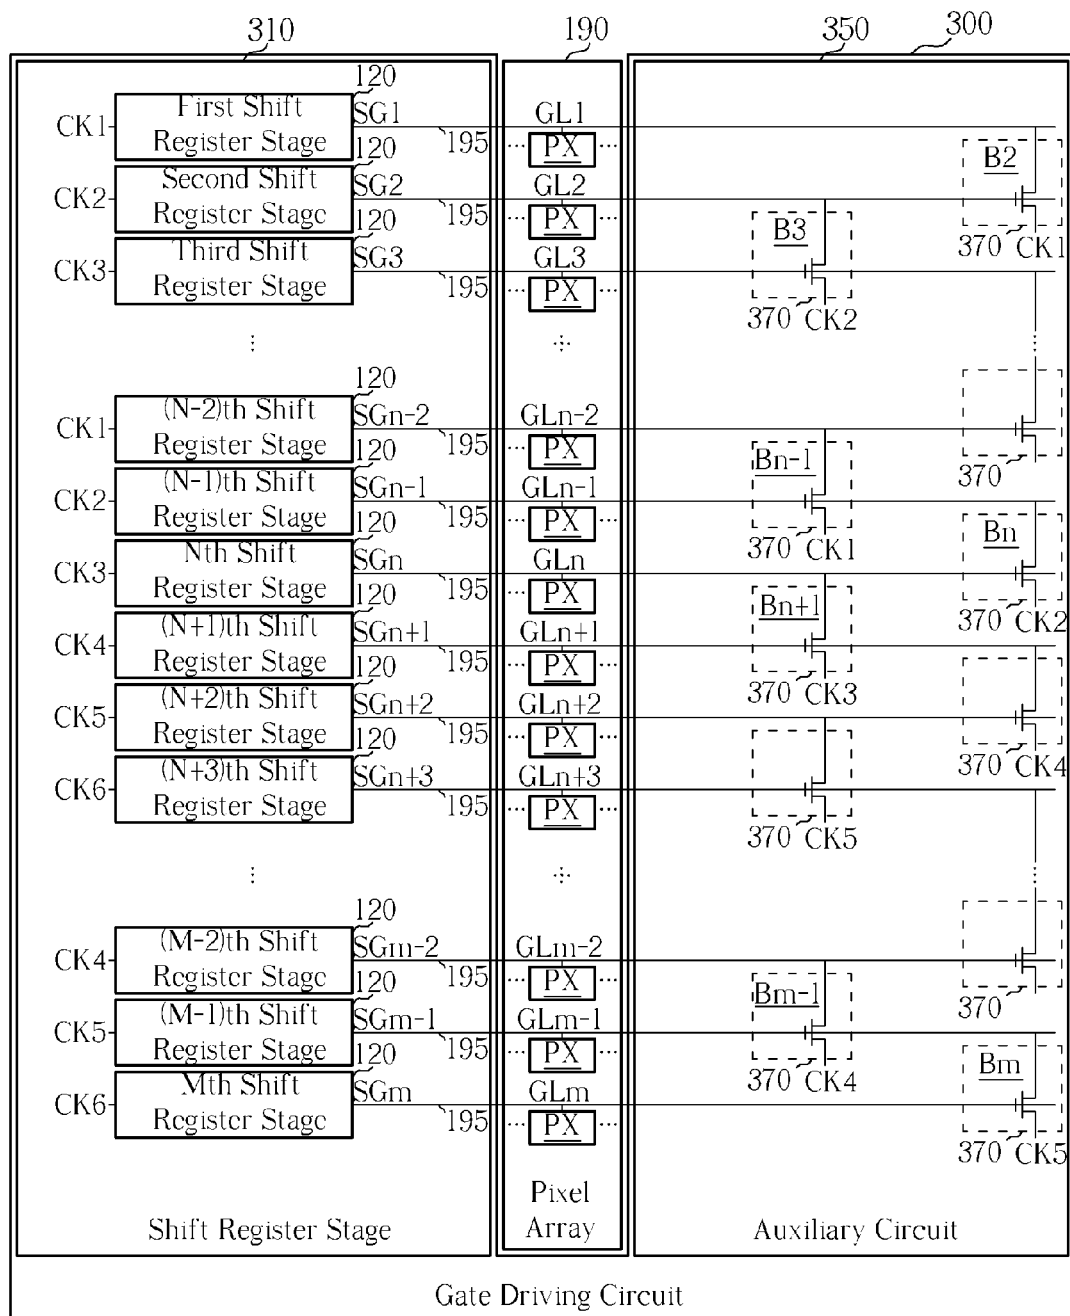 310 190 350 300
120
First Shift SG1 GL1
CK1 Register Stage 195 ... PX ... B2
120
Second Shift SG2 GL2
CK2 Register Stage 195 ... PX ... B3 370 CK1
120
Third Shift SG3 GL3
CK3 Register Stage 195 ... PX ... 370 CK2
120
(N-2)th Shift SGn-2 GLn-2
CK1 Register Stage 195 ... PX ... Bn-1 370
120
(N-1)th Shift SGn-1 GLn-1
CK2 Register Stage 195 ... PX ... 370 CK1 Bn
120
Nth Shift SGn GLn
CK3 Register Stage 195 ... PX ... Bn+1 370 CK2
120
(N+1)th Shift SGn+1 GLn+1
CK4 Register Stage 195 ... PX ... 370 CK3
120
(N+2)th Shift SGn+2 GLn+2
CK5 Register Stage 195 ... PX ... 370 CK4
120
(N+3)th Shift SGn+3 GLn+3
CK6 Register Stage 195 ... PX ... 370 CK5
120
(M-2)th Shift SGm-2 GLm-2
CK4 Register Stage 195 ... PX ... Bm-1 370
120
(M-1)th Shift SGm-1 GLm-1
CK5 Register Stage 195 ... PX ... 370 CK4 Bm
120
Mth Shift SGm GLm
CK6 Register Stage 195 ... PX ... 370 CK5
Shift Register Stage
Pixel
Array
Auxiliary Circuit
Gate Driving Circuit